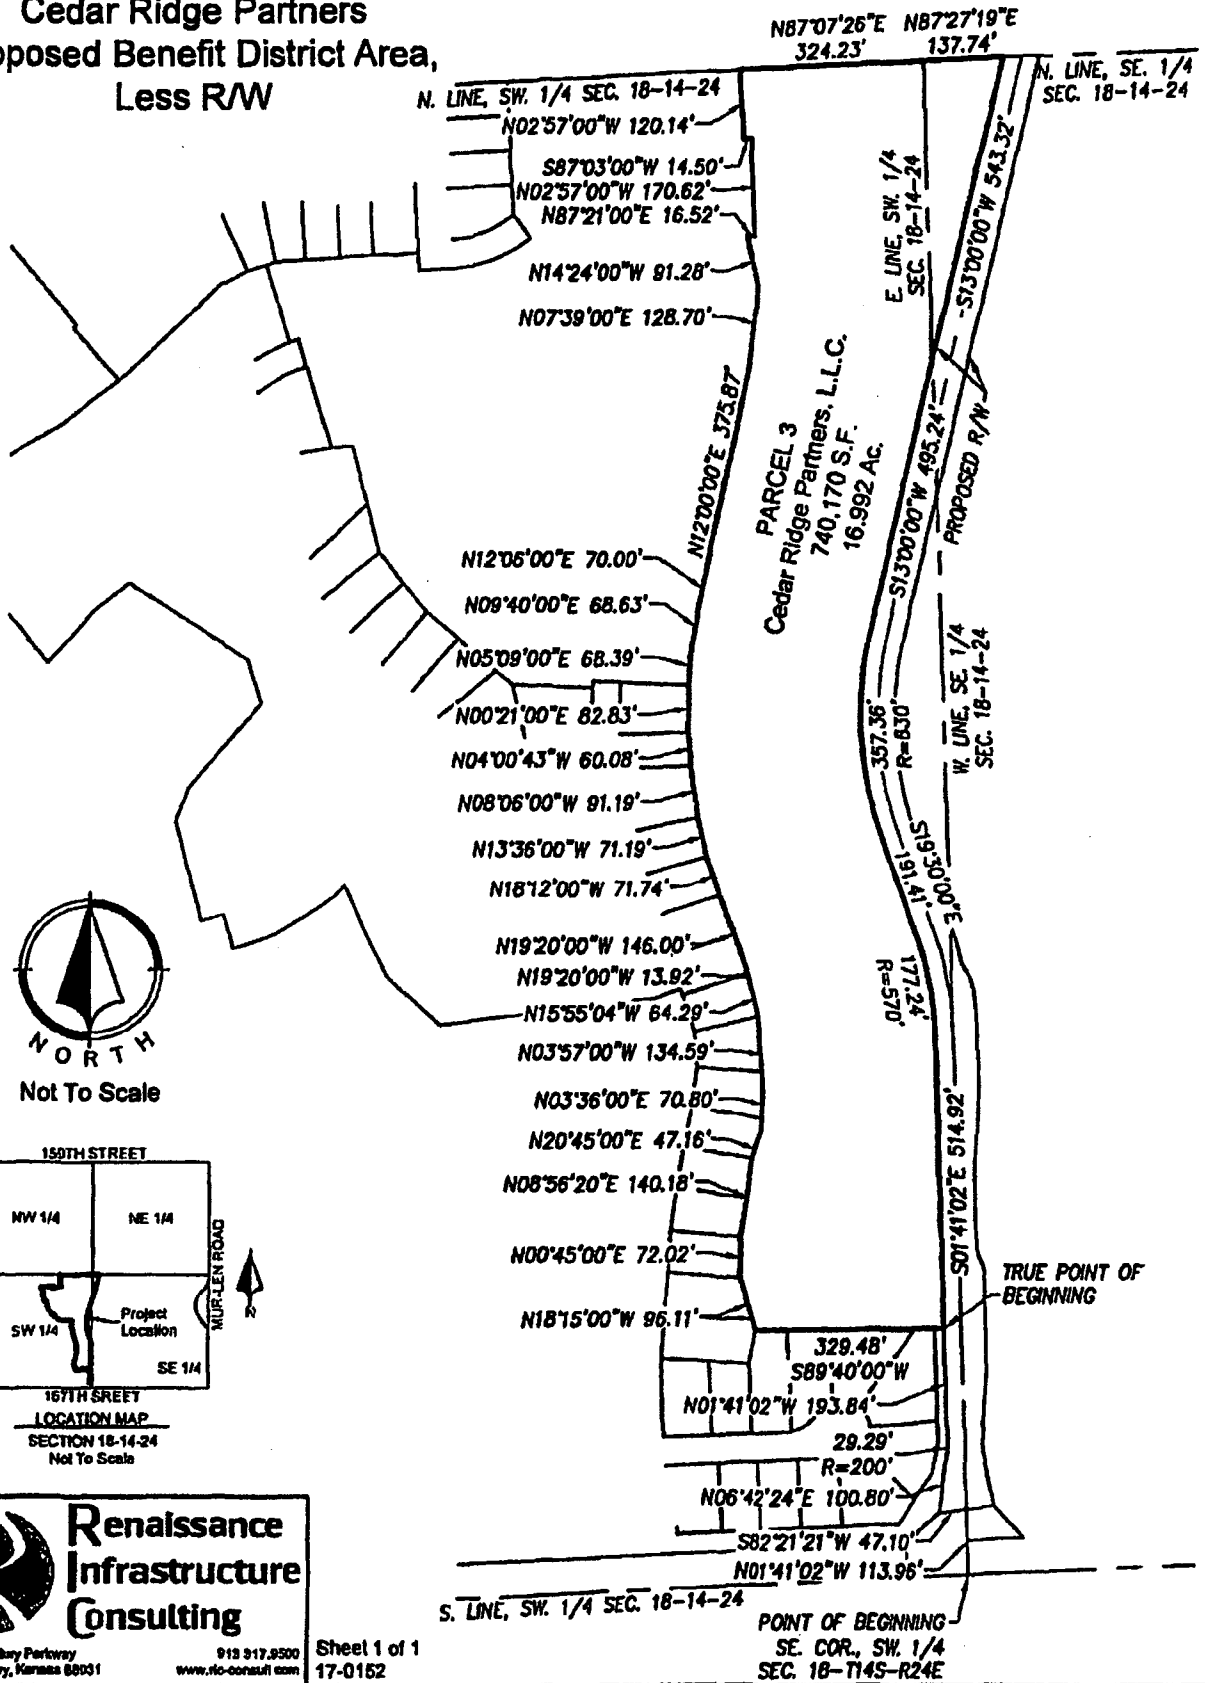 Cedar Ridge Partners
oposed Benefit District Area,
Less R/W
N87°07'26"E
324.23'
N87°27'19"E
137.74'
N. LINE, SW. 1/4 SEC. 18-14-24
N. LINE, SE. 1/4
SEC. 18-14-24
N02°57'00"W 120.14'
S87°03'00"W 14.50'
N02°57'00"W 170.62'
N87°21'00"E 16.52'
N14°24'00"W 91.28'
N07°39'00"E 128.70'
E. LINE, SW. 1/4
SEC. 18-14-24
S13°00'00"W 543.32'
N12°00'00"E 375.87'
PARCEL 3
Cedar Ridge Partners, L.L.C.
740,170 S.F.
16.992 Ac.
S13°00'00"W 495.24'
PROPOSED R/W
N12°06'00"E 70.00'
N09°40'00"E 68.63'
N05°09'00"E 68.39'
N00°21'00"E 82.83'
N04°00'43"W 60.08'
N08°06'00"W 91.19'
N13°36'00"W 71.19'
N18°12'00"W 71.74'
357.36'
R=630'
W. LINE, SE. 1/4
SEC. 18-14-24
S19°30'00"E
191.41'
N19°20'00"W 146.00'
N19°20'00"W 13.92'
N15°55'04"W 64.29'
N03°57'00"W 134.59'
N03°36'00"E 70.80'
N20°45'00"E 47.16'
N08°56'20"E 140.18'
N00°45'00"E 72.02'
N18°15'00"W 96.11'
177.24'
R=570'
S01°41'02"E 514.92'
TRUE POINT OF
BEGINNING
329.48'
S89°40'00"W
N01°41'02"W 193.84'
29.29'
R=200'
N06°42'24"E 100.80'
S82°21'21"W 47.10'
N01°41'02"W 113.96'
S. LINE, SW. 1/4 SEC. 18-14-24
POINT OF BEGINNING
SE. COR., SW. 1/4
SEC. 18-T14S-R24E
NORTH
Not To Scale
159TH STREET
NW 1/4
NE 1/4
MUR-LEN ROAD
N
SW 1/4
Project
Location
SE 1/4
167TH SREET
LOCATION MAP
SECTION 18-14-24
Not To Scale
Renaissance
Infrastructure
Consulting
Parkway
913 317.9500
Kansas
www.ric-consult.com
Sheet 1 of 1
17-0152